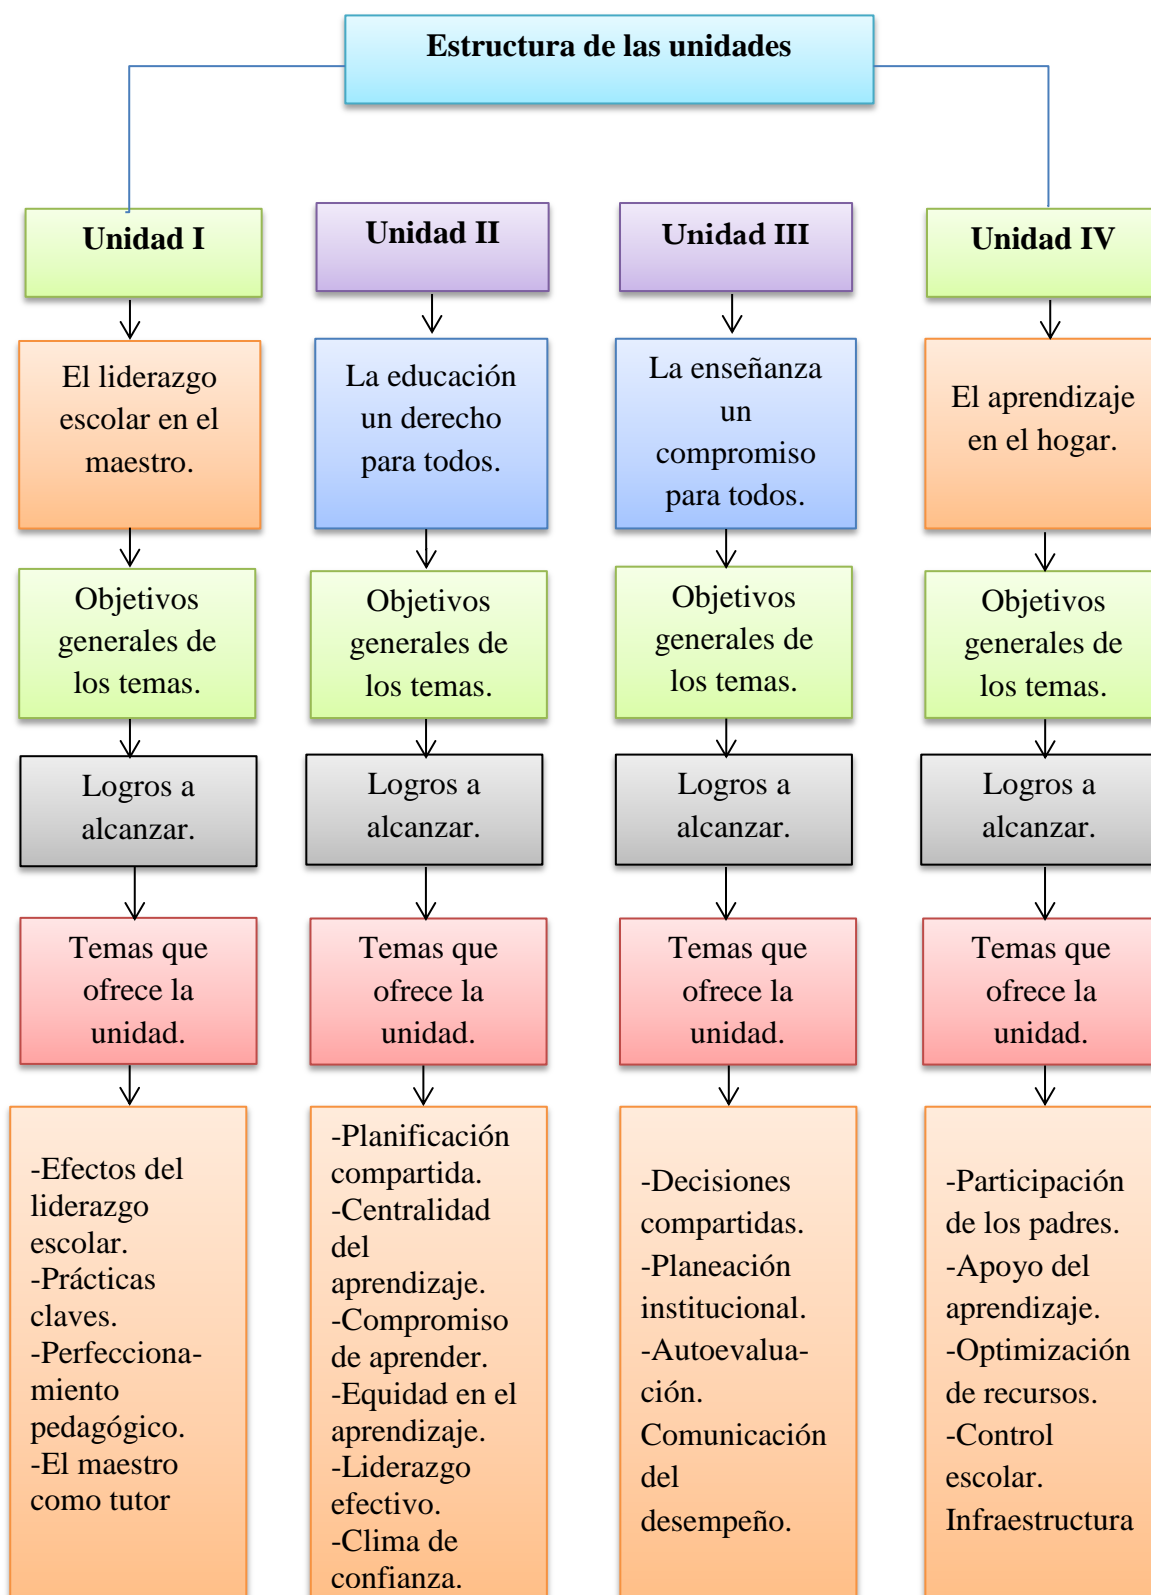 Estructura de las unidades
Unidad I
Unidad II
Unidad III
Unidad IV
El liderazgo
escolar en el
maestro.
La educación
un derecho
para todos.
La enseñanza
un
compromiso
para todos.
El aprendizaje
en el hogar.
Objetivos
generales de
los temas.
Objetivos
generales de
los temas.
Objetivos
generales de
los temas.
Objetivos
generales de
los temas.
Logros a
alcanzar.
Logros a
alcanzar.
Logros a
alcanzar.
Logros a
alcanzar.
Temas que
ofrece la
unidad.
Temas que
ofrece la
unidad.
Temas que
ofrece la
unidad.
Temas que
ofrece la
unidad.
-Efectos del
liderazgo
escolar.
-Prácticas
claves.
-Perfecciona-
miento
pedagógico.
-El maestro
como tutor
-Planificación
compartida.
-Centralidad
del
aprendizaje.
-Compromiso
de aprender.
-Equidad en el
aprendizaje.
-Liderazgo
efectivo.
-Clima de
confianza.
-Decisiones
compartidas.
-Planeación
institucional.
-Autoevalua-
ción.
Comunicación
del
desempeño.
-Participación
de los padres.
-Apoyo del
aprendizaje.
-Optimización
de recursos.
-Control
escolar.
Infraestructura